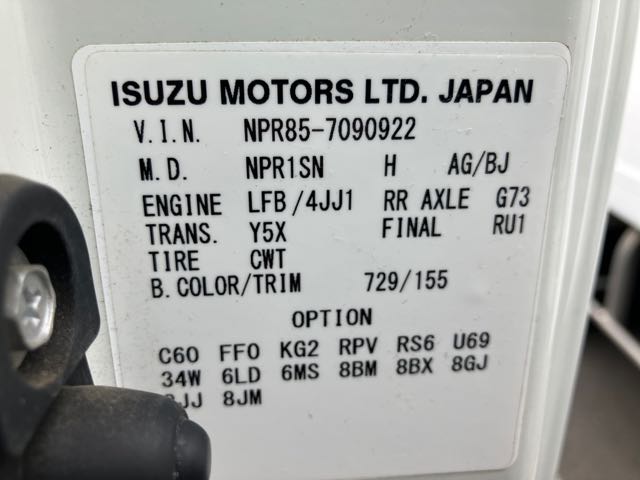 ISUZU MOTORS LTD. JAPAN
V.I.N. NPR85-7090922
M.D. NPR1SN H AG/BJ
ENGINE LFB/4JJ1 RR AXLE G73
TRANS. Y5X FINAL RU1
TIRE CWT
B.COLOR/TRIM 729/155
OPTION
C60 FF0 KG2 RPV RS6 U69
34W 6LD 6MS 8BM 8BX 8GJ
8JM